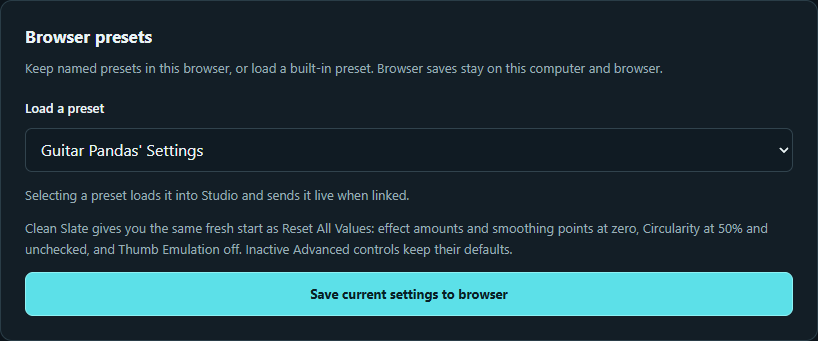 Browser presets
Keep named presets in this browser, or load a built-in preset. Browser saves stay on this computer and browser.
Load a preset
Guitar Pandas' Settings
Selecting a preset loads it into Studio and sends it live when linked.
Clean Slate gives you the same fresh start as Reset All Values: effect amounts and smoothing points at zero, Circularity at 50% and
unchecked, and Thumb Emulation off. Inactive Advanced controls keep their defaults.
Save current settings to browser